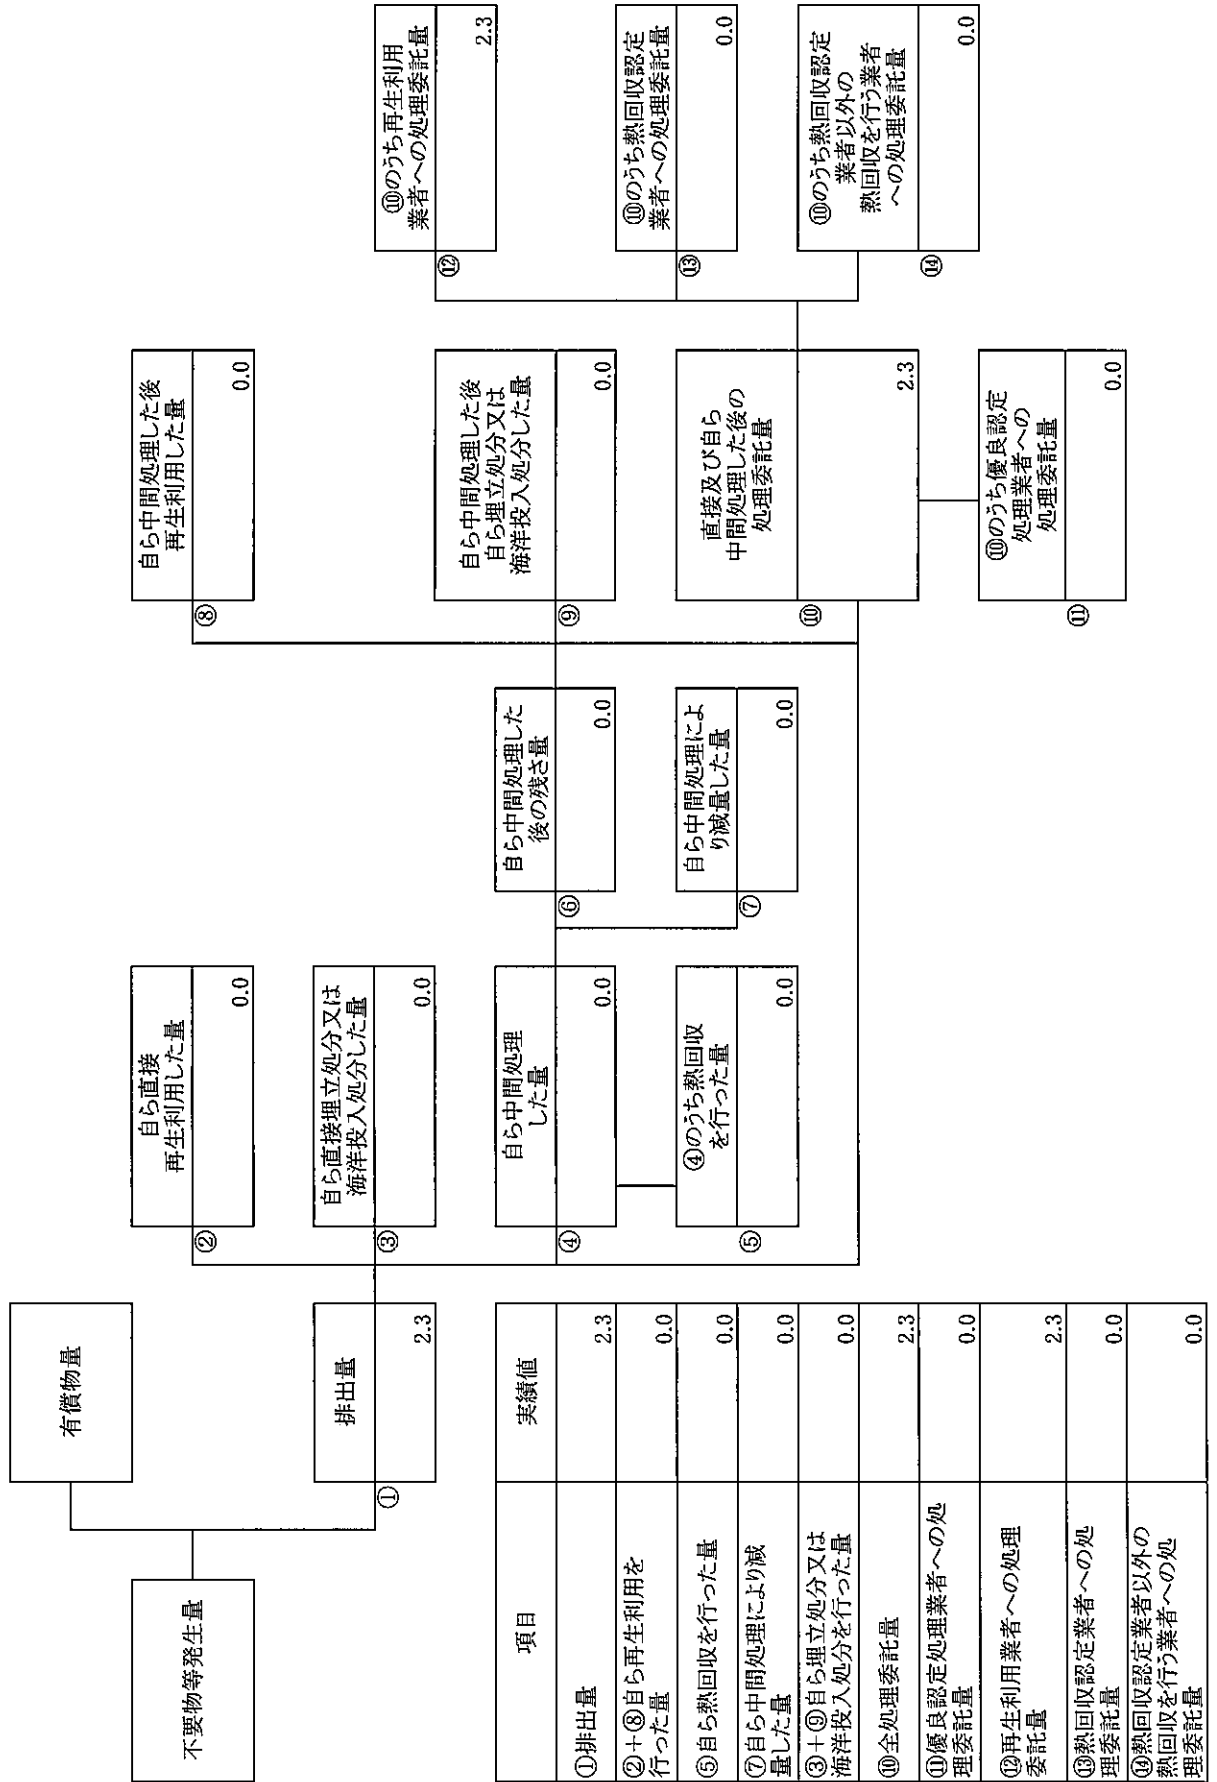 不要物等発生量
有償物量
①
排出量
2.3
②
自ら直接
再生利用した量
0.0
③
自ら直接埋立処分又は
海洋投入処分した量
0.0
④
自ら中間処理
した量
0.0
⑤
④のうち熱回収
を行った量
0.0
⑥
自ら中間処理した
後の残さ量
0.0
⑦
自ら中間処理によ
り減量した量
0.0
⑧
自ら中間処理した後
再生利用した量
0.0
⑨
自ら中間処理した後
自ら埋立処分又は
海洋投入処分した量
0.0
⑩
直接及び自ら
中間処理した後の
処理委託量
2.3
⑪
⑩のうち優良認定
処理業者への
処理委託量
0.0
⑫
⑩のうち再生利用
業者への処理委託量
2.3
⑬
⑩のうち熱回収認定
業者への処理委託量
0.0
⑭
⑩のうち熱回収認定
業者以外の
熱回収を行う業者
への処理委託量
0.0
項目 実績値
①排出量 2.3
②+⑧自ら再生利用を
行った量 0.0
⑤自ら熱回収を行った量 0.0
⑦自ら中間処理により減
量した量 0.0
③+⑨自ら埋立処分又は
海洋投入処分を行った量 0.0
⑩全処理委託量 2.3
⑪優良認定処理業者への処
理委託量 0.0
⑫再生利用業者への処理
委託量 2.3
⑬熱回収認定業者への処
理委託量 0.0
⑭熱回収認定業者以外の
熱回収を行う業者への処
理委託量 0.0